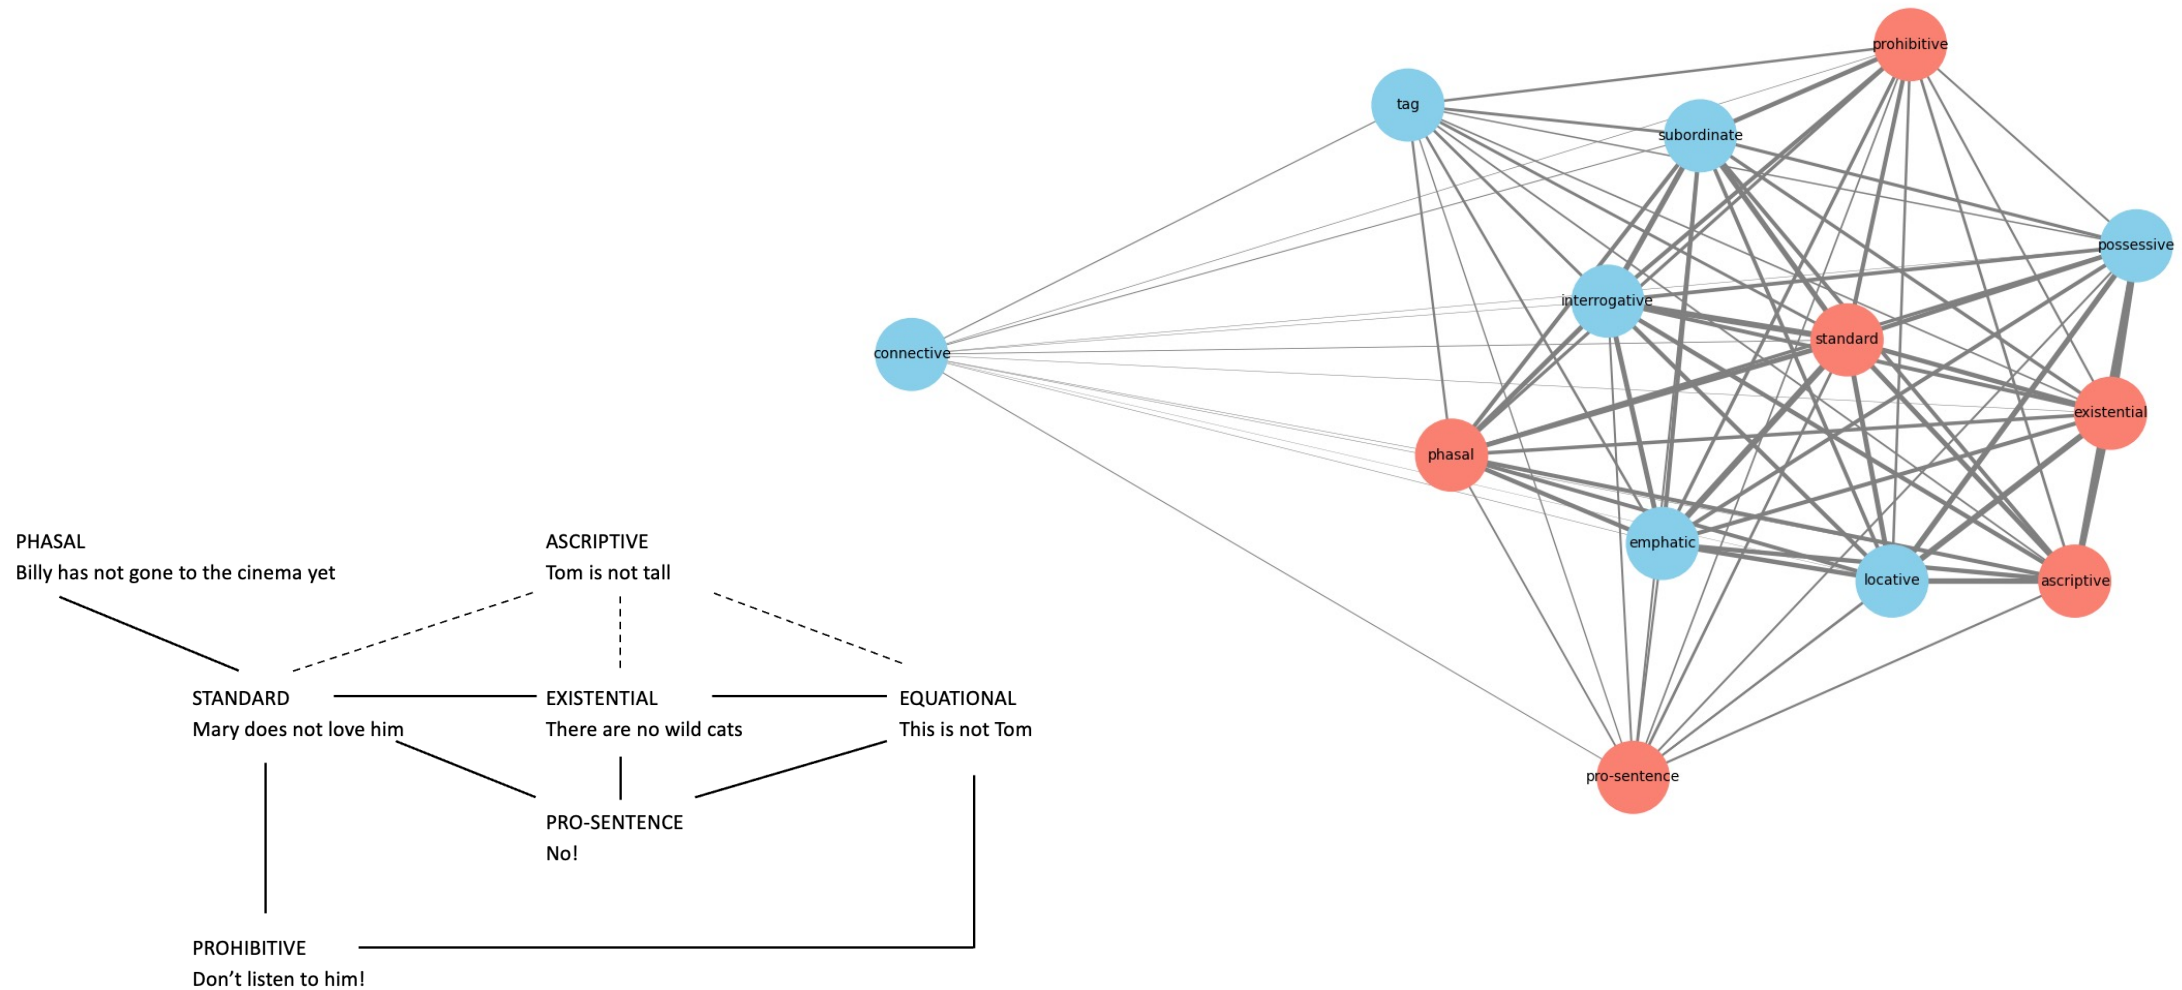 prohibitive
tag
subordinate
possessive
interrogative
standard
connective
existential
phasal
emphatic
locative
ascriptive
pro-sentence
PHASAL
Billy has not gone to the cinema yet
ASCRIPTIVE
Tom is not tall
STANDARD
Mary does not love him
EXISTENTIAL
There are no wild cats
EQUATIONAL
This is not Tom
PRO-SENTENCE
No!
PROHIBITIVE
Don’t listen to him!